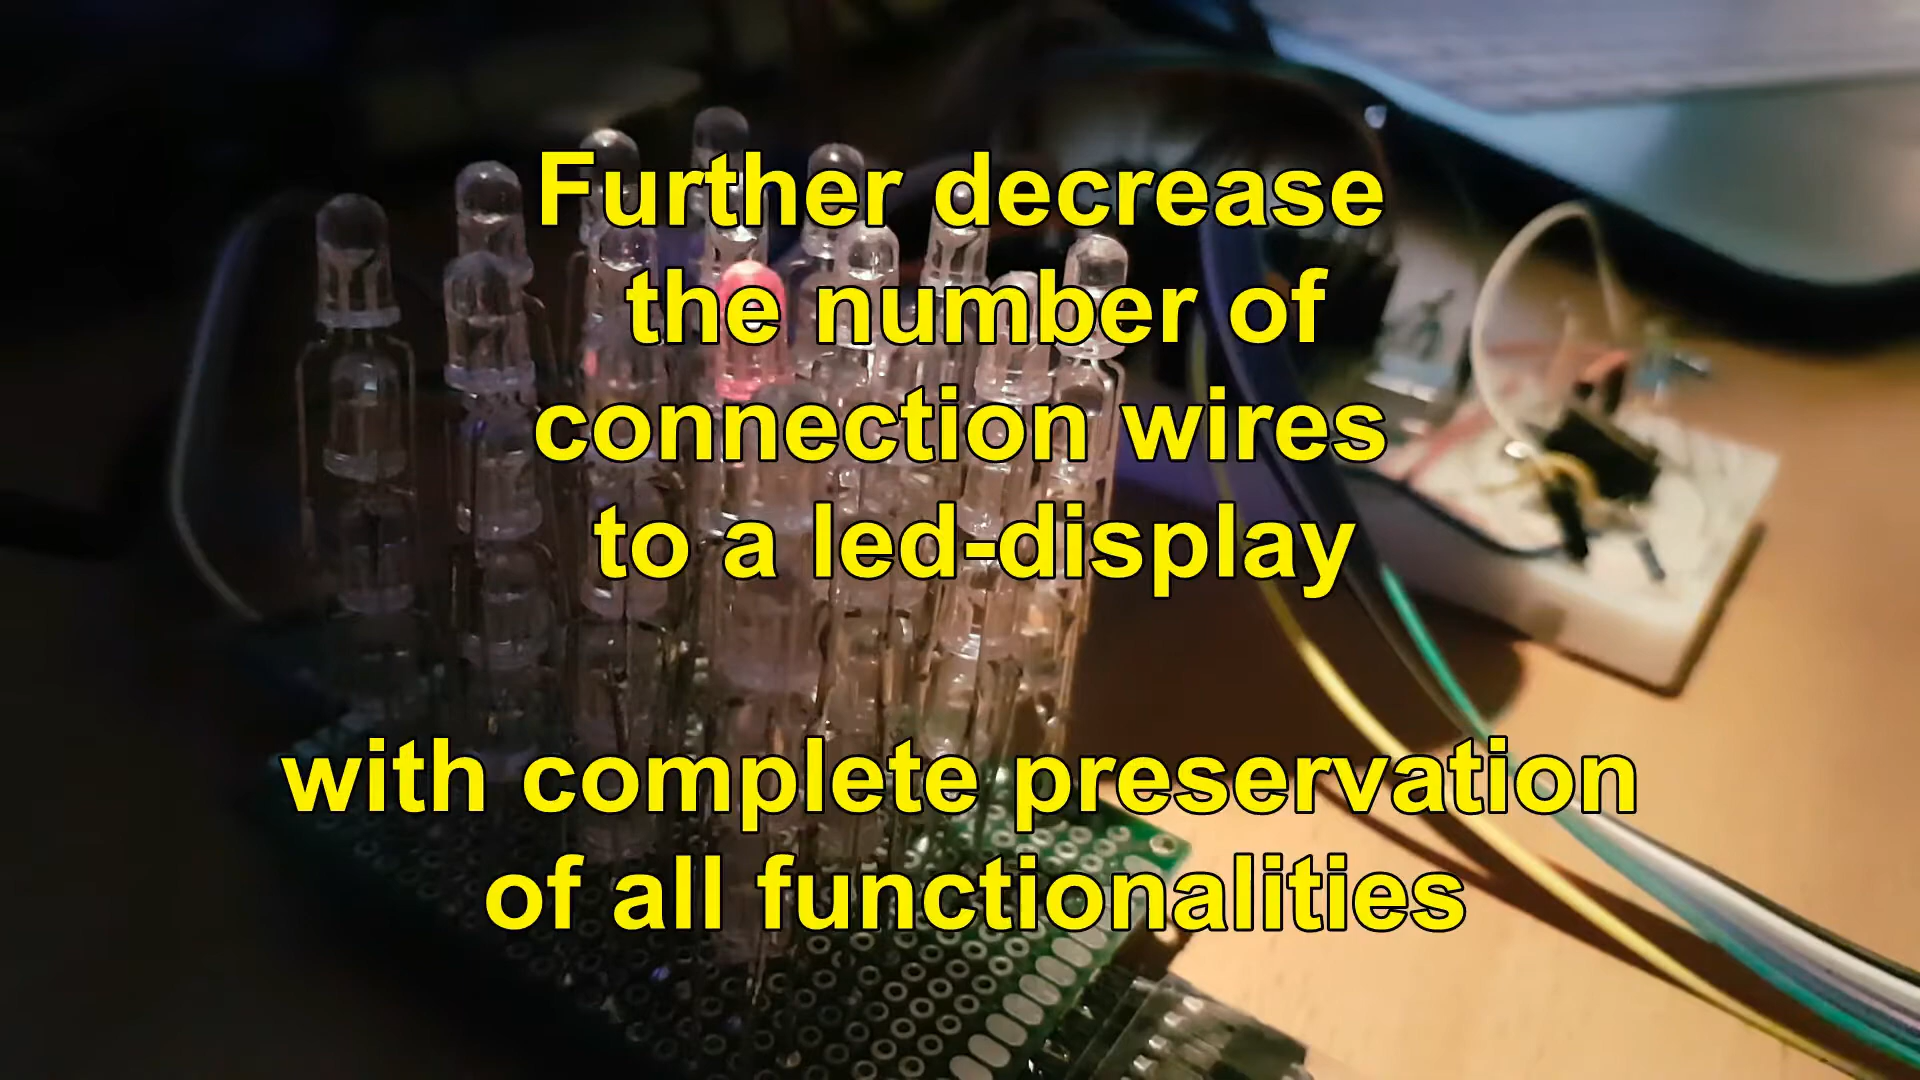 Further decrease
the number of
connection wires
to a led-display
with complete preservation
of all functionalities